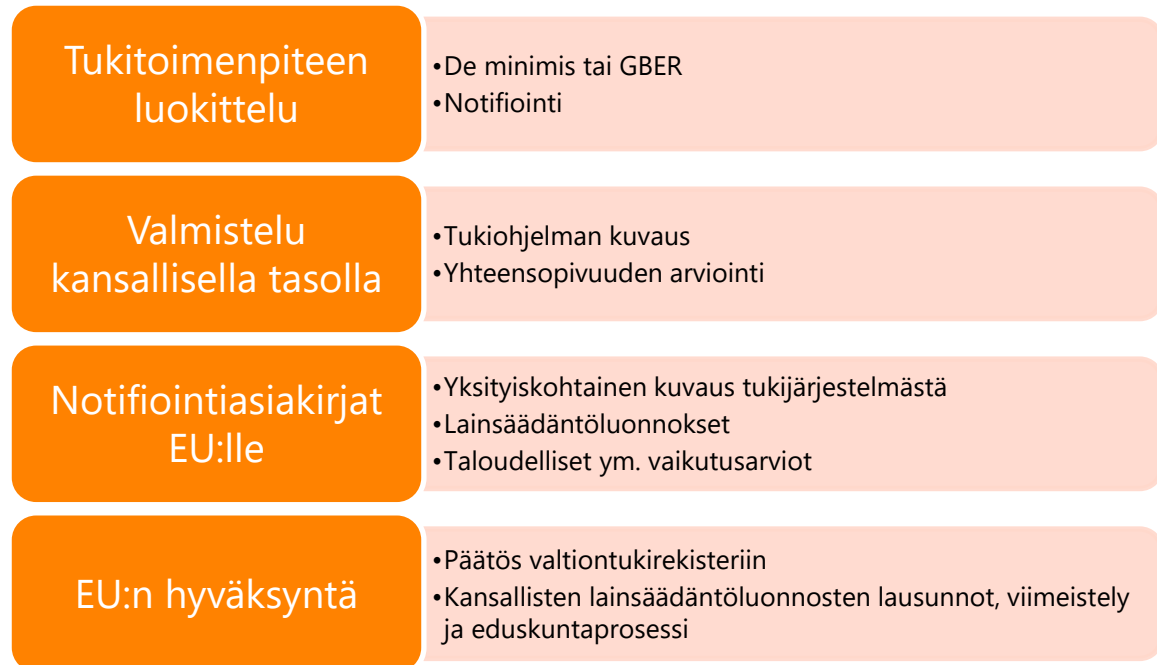 Tukitoimenpiteen
luokittelu
•De minimis tai GBER
•Notifiointi
Valmistelu
kansallisella tasolla
•Tukiohjelman kuvaus
•Yhteensopivuuden arviointi
Notifiointiasiakirjat
EU:lle
•Yksityiskohtainen kuvaus tukijärjestelmästä
•Lainsäädäntöluonnokset
•Taloudelliset ym. vaikutusarviot
EU:n hyväksyntä
•Päätös valtiontukirekisteriin
•Kansallisten lainsäädäntöluonnosten lausunnot, viimeistely
ja eduskuntaprosessi